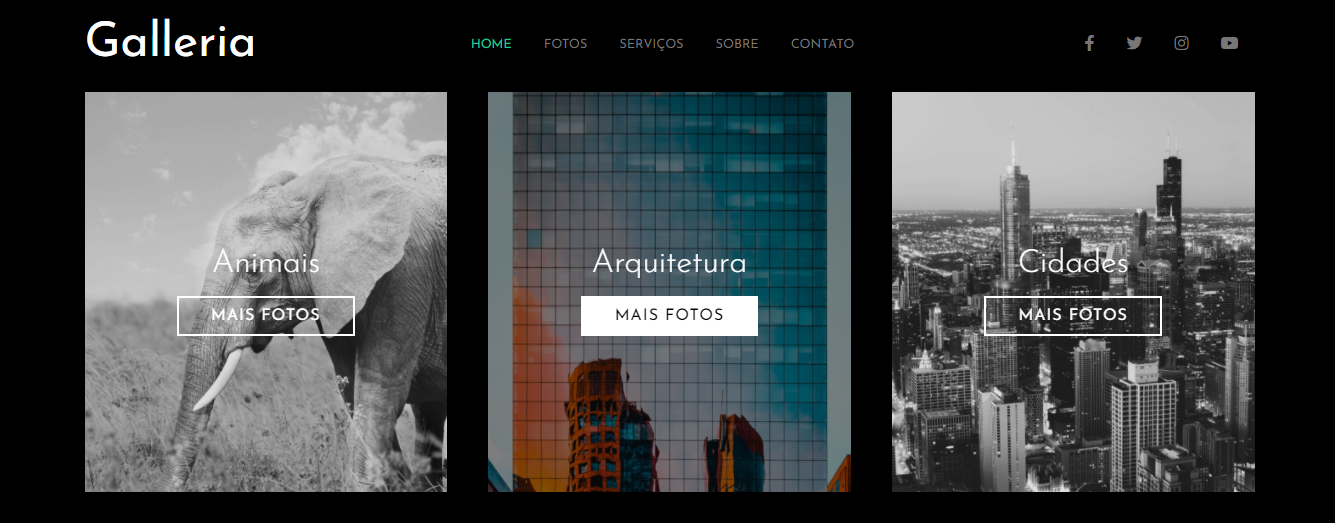 Galleria
HOME FOTOS SERVIÇOS SOBRE CONTATO
Animais
MAIS FOTOS
Arquitetura
MAIS FOTOS
Cidades
MAIS FOTOS